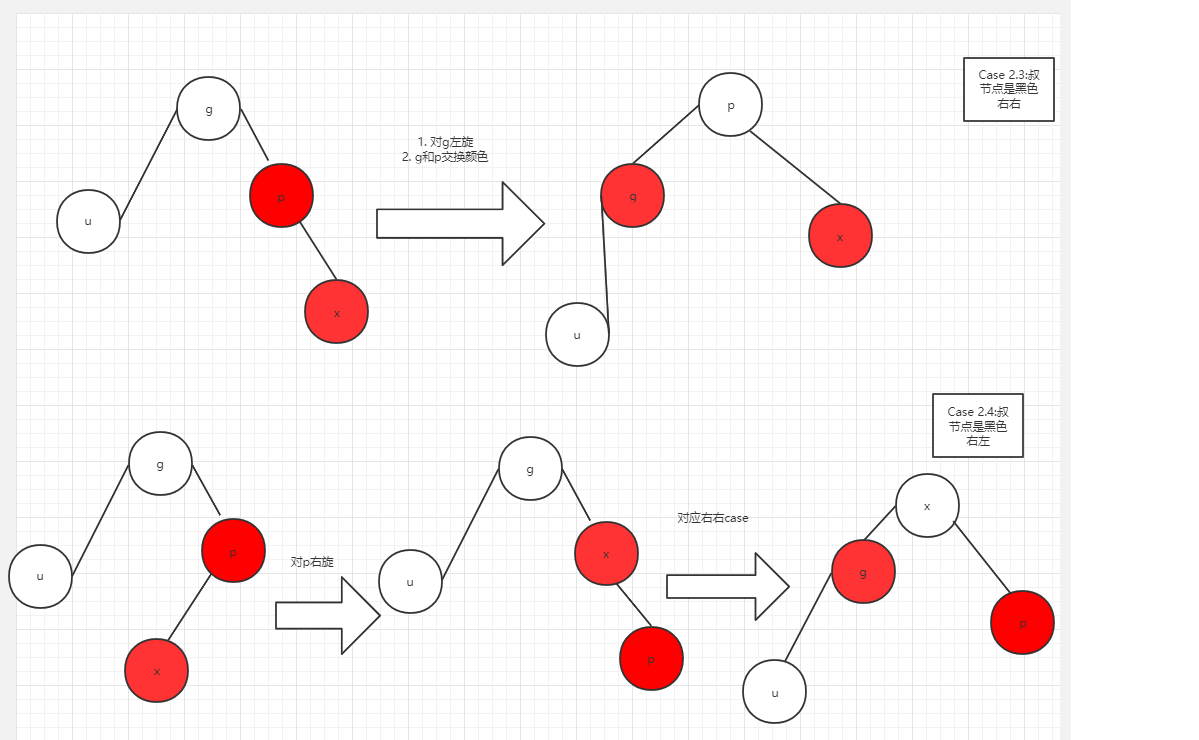 g
p
Case 2.3:叔
节点是黑色
右右
1. 对g左旋
2. g和p交换颜色
u
p
g
x
x
u
Case 2.4:叔
节点是黑色
右左
g
g
x
对应右右case
u
p
对p右旋
u
x
g
x
p
p
u